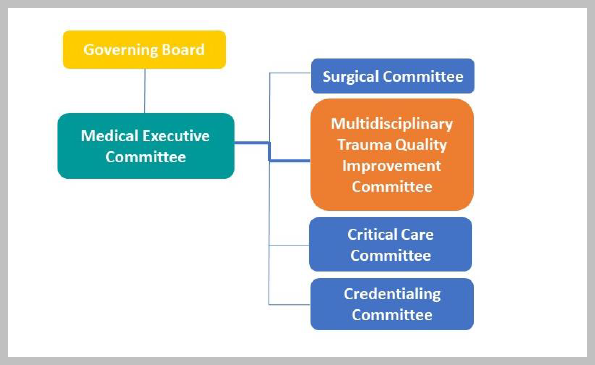 Governing Board
Medical Executive
Committee
Surgical Committee
Multidisciplinary
Trauma Quality
Improvement
Committee
Critical Care
Committee
Credentialing
Committee